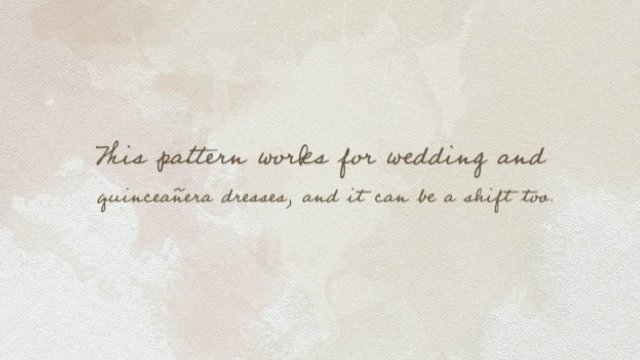 This pattern works for wedding and
quinceañera dresses, and it can be a shift too.